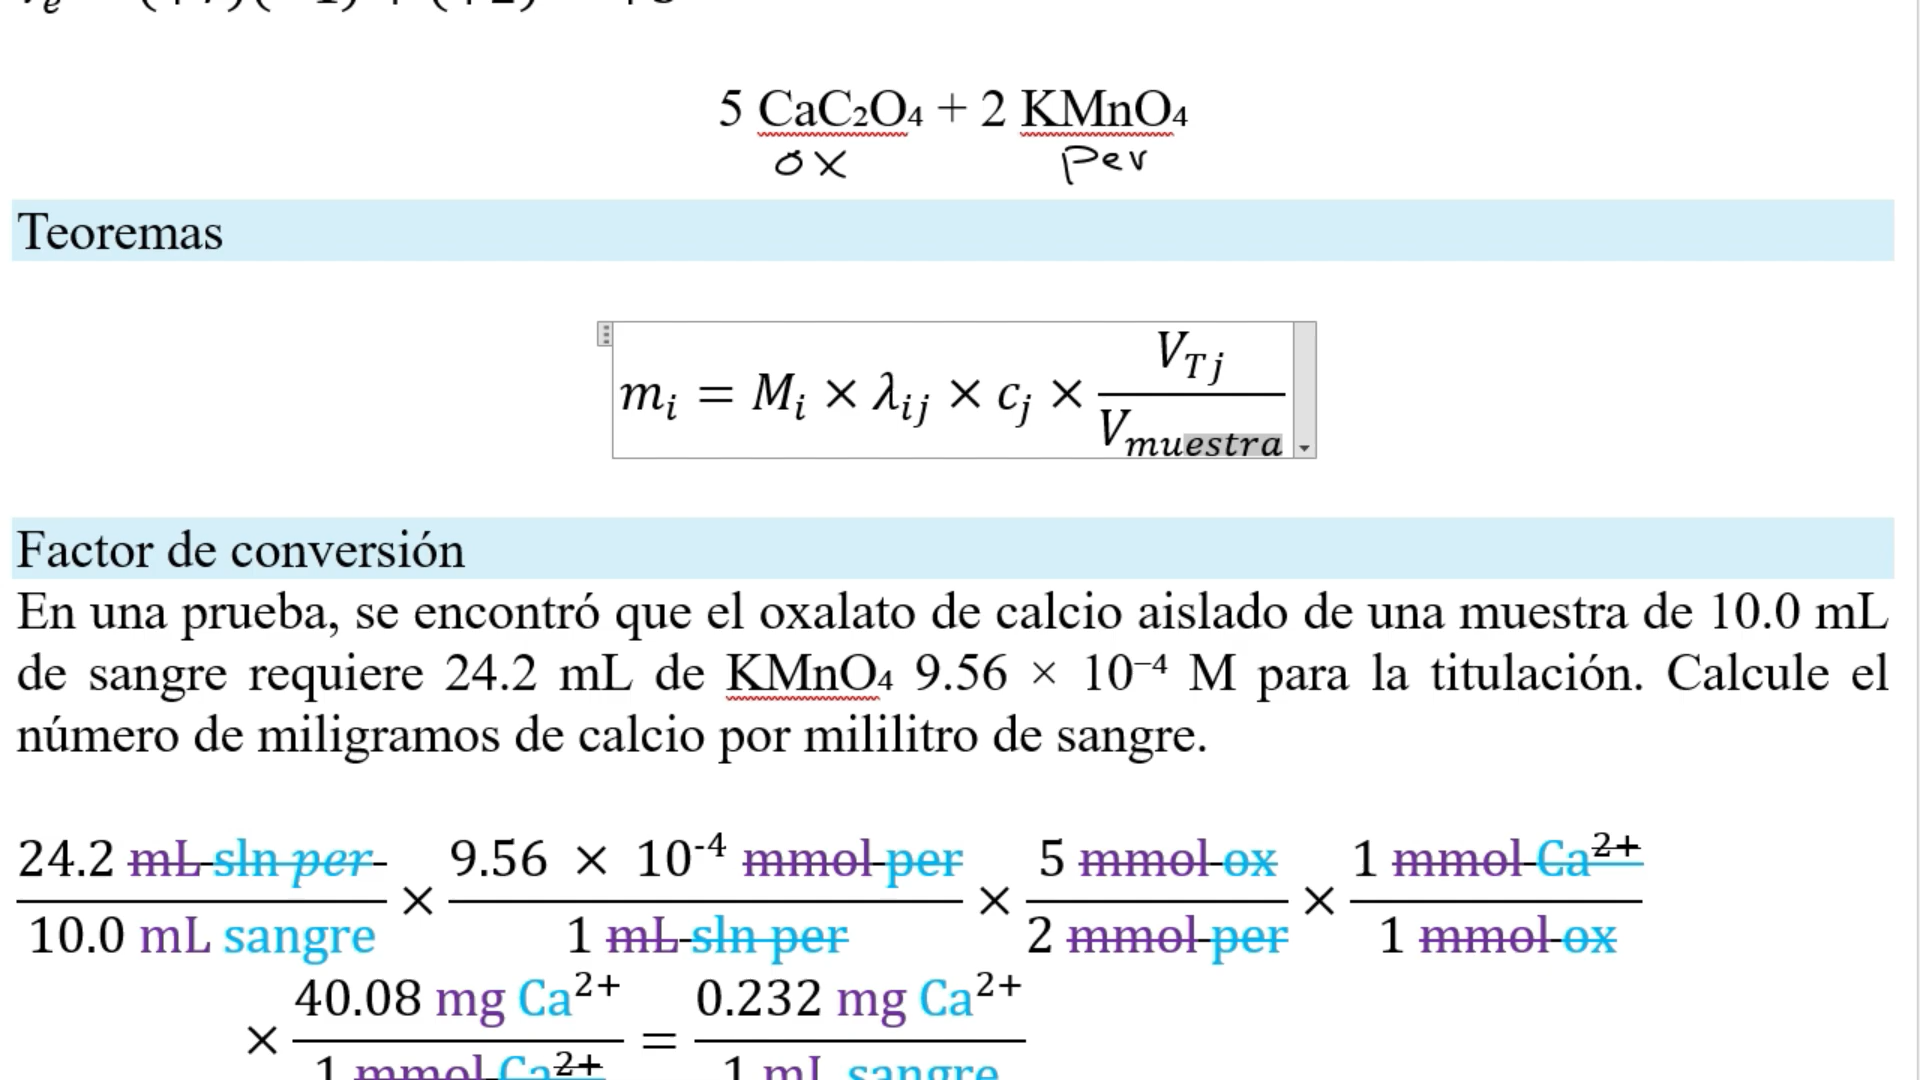 5 CaC₂O₄ + 2 KMnO₄
ox per
Teoremas
mᵢ = Mᵢ × λᵢⱼ × cⱼ × V_Tj / V_muestra
Factor de conversión
En una prueba, se encontró que el oxalato de calcio aislado de una muestra de 10.0 mL
de sangre requiere 24.2 mL de KMnO₄ 9.56 × 10⁻⁴ M para la titulación. Calcule el
número de miligramos de calcio por mililitro de sangre.
24.2 mL sln per / 10.0 mL sangre × 9.56 × 10⁻⁴ mmol per / 1 mL sln per × 5 mmol ox / 2 mmol per × 1 mmol Ca²⁺ / 1 mmol ox
× 40.08 mg Ca²⁺ / 1 mmol Ca²⁺ = 0.232 mg Ca²⁺ / 1 mL sangre